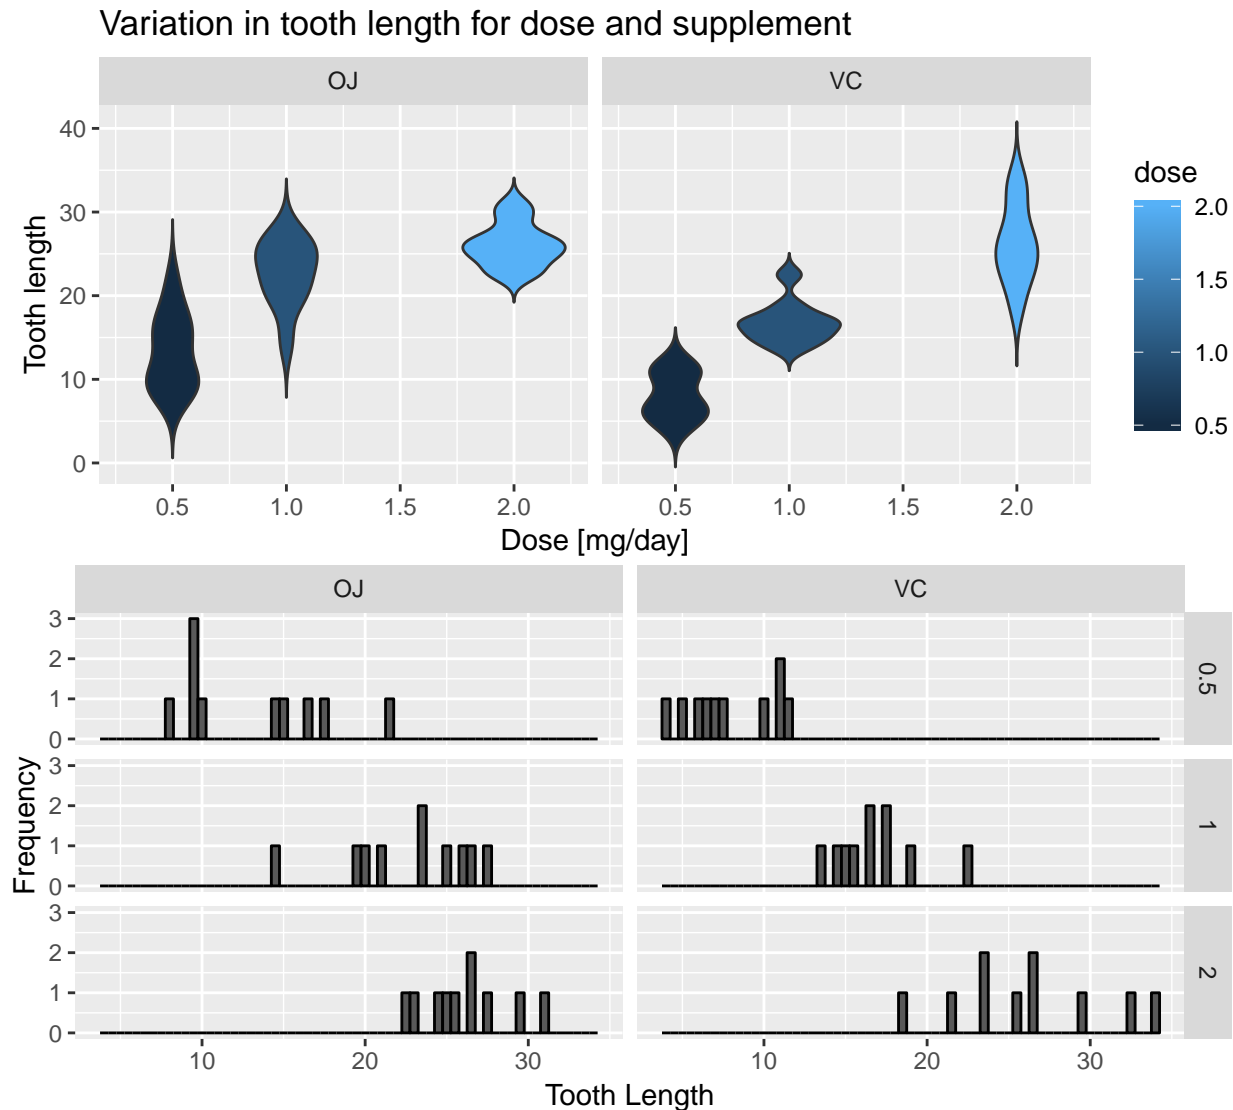 Variation in tooth length for dose and supplement
OJ
VC
40
30
20
10
0
Tooth length
0.5 1.0 1.5 2.0
0.5 1.0 1.5 2.0
Dose [mg/day]
dose
2.0
1.5
1.0
0.5
OJ
VC
3
2
1
0
0.5
3
2
1
0
1
3
2
1
0
2
Frequency
10 20 30
10 20 30
Tooth Length